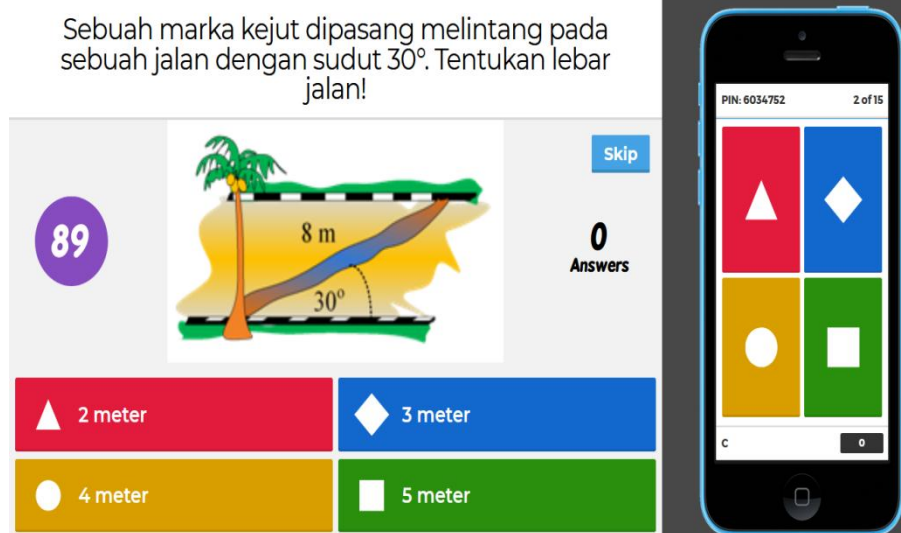 Sebuah marka kejut dipasang melintang pada
sebuah jalan dengan sudut 30°. Tentukan lebar
jalan!
89
8 m
30°
Skip
0
Answers
2 meter
3 meter
4 meter
5 meter
PIN: 6034752
2 of 15
C
0